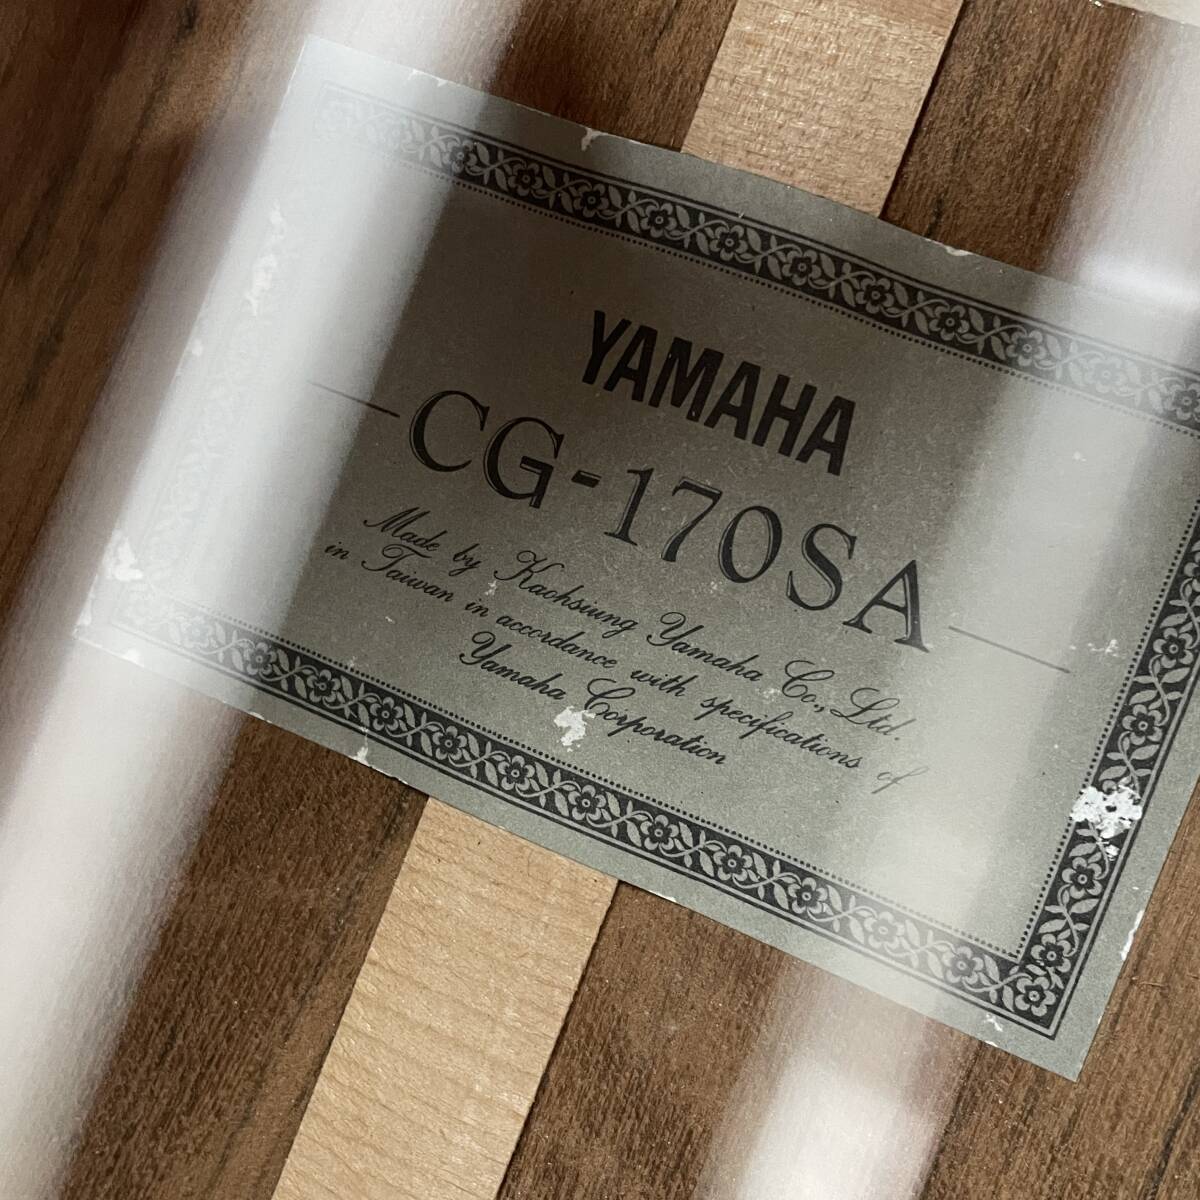 YAMAHA
CG-170SA
Made by Kaohsiung Yamaha Co., Ltd.
in Taiwan in accordance with specifications of
Yamaha Corporation